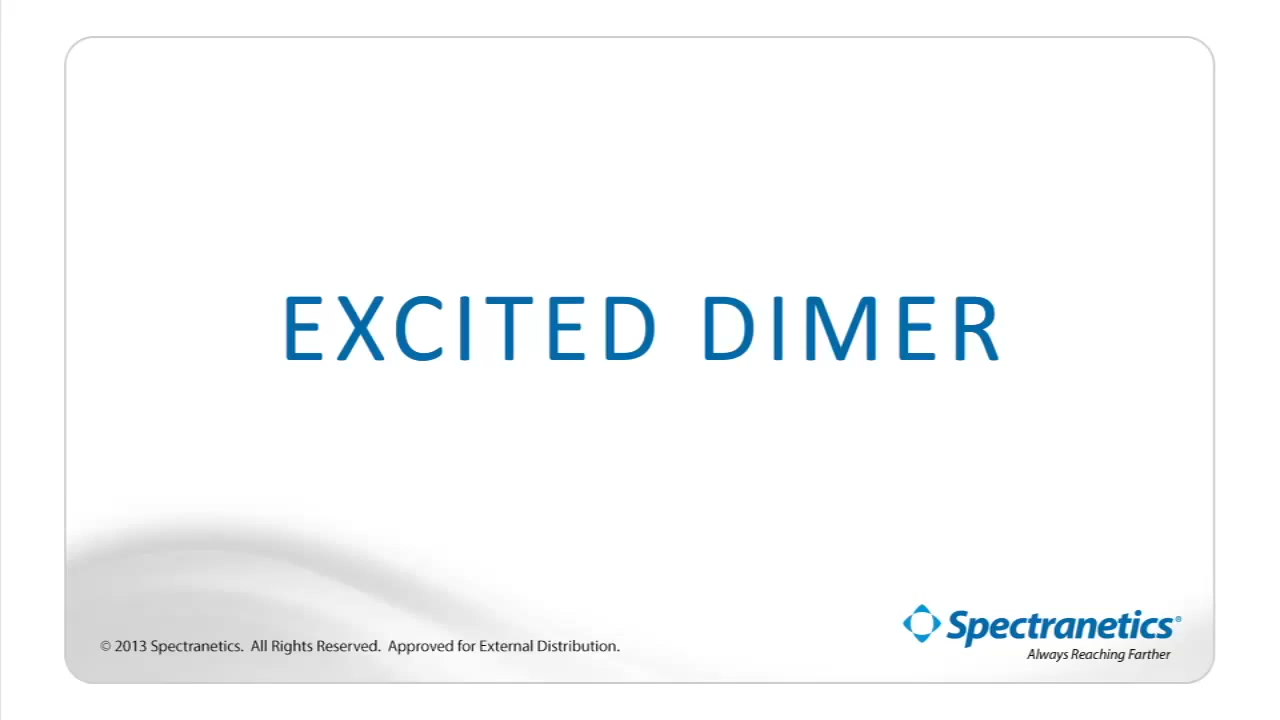 EXCITED DIMER
© 2013 Spectranetics. All Rights Reserved. Approved for External Distribution.
Spectranetics®
Always Reaching Farther